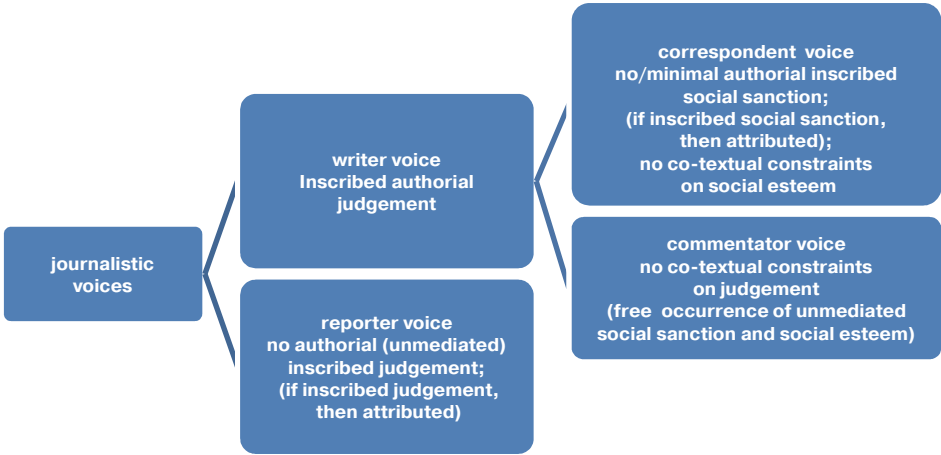 journalistic
voices
writer voice
Inscribed authorial
judgement
reporter voice
no authorial (unmediated)
inscribed judgement;
(if inscribed judgement,
then attributed)
correspondent voice
no/minimal authorial inscribed
social sanction;
(if inscribed social sanction,
then attributed);
no co-textual constraints
on social esteem
commentator voice
no co-textual constraints
on judgement
(free occurrence of unmediated
social sanction and social esteem)